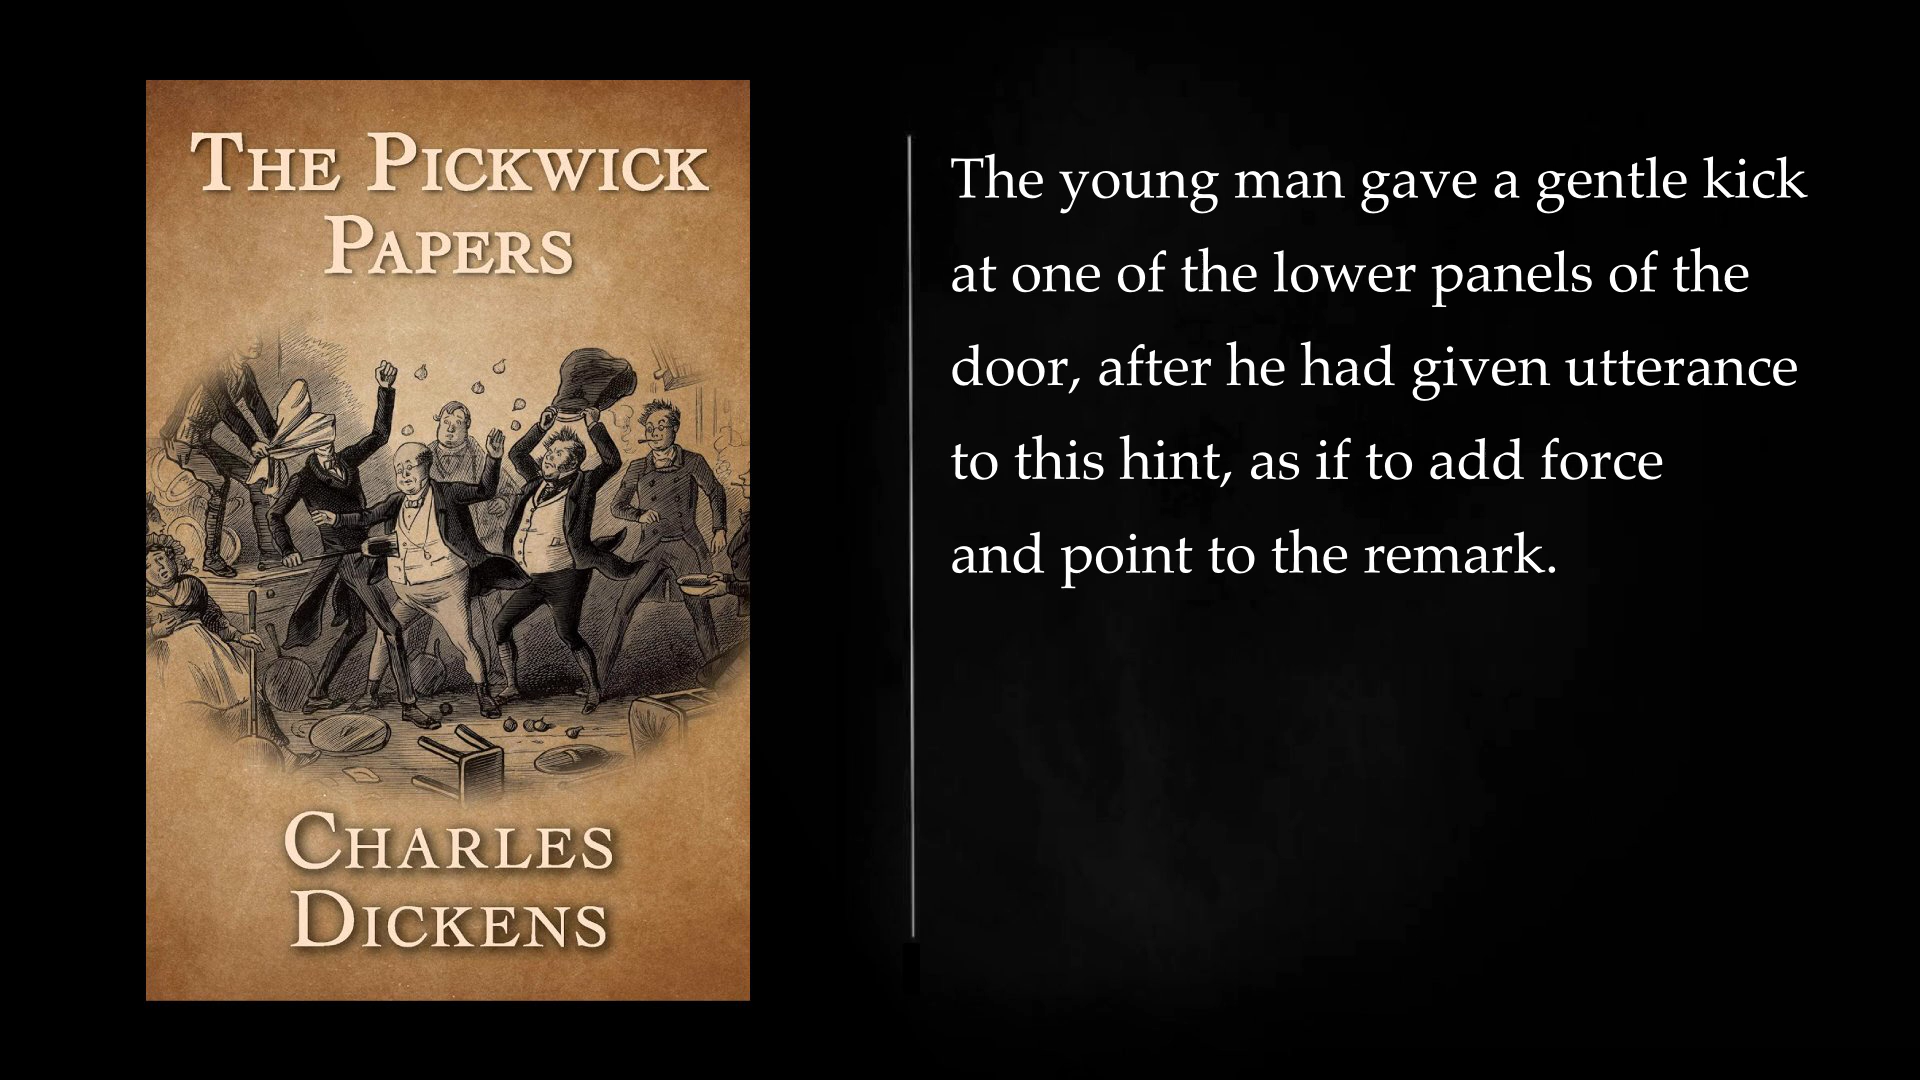 The Pickwick
Papers
Charles
Dickens
The young man gave a gentle kick
at one of the lower panels of the
door, after he had given utterance
to this hint, as if to add force
and point to the remark.